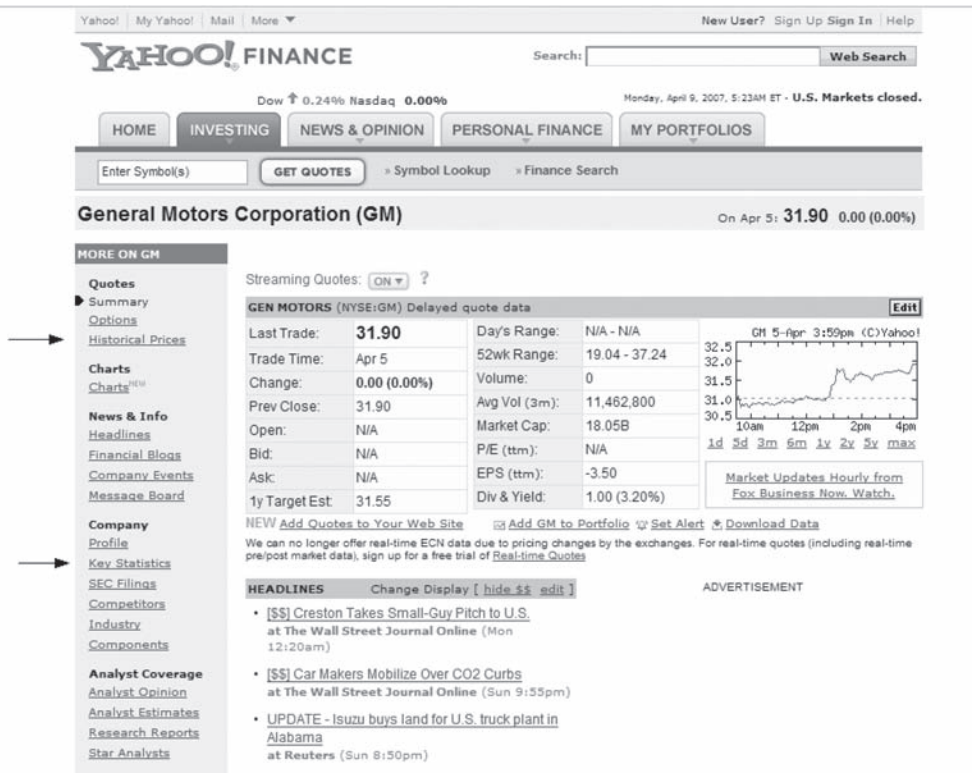 Yahoo! My Yahoo! Mail More
New User? Sign Up Sign In Help
YAHOO! FINANCE
Search:
Web Search
Dow 0.24% Nasdaq 0.00%
Monday, April 9, 2007, 5:23AM ET - U.S. Markets closed.
HOME INVESTING NEWS & OPINION PERSONAL FINANCE MY PORTFOLIOS
Enter Symbol(s) GET QUOTES » Symbol Lookup » Finance Search
General Motors Corporation (GM)
On Apr 5: 31.90 0.00 (0.00%)
MORE ON GM
Quotes
Summary
Options
Historical Prices
Charts
Charts NEW
News & Info
Headlines
Financial Blogs
Company Events
Message Board
Company
Profile
Key Statistics
SEC Filings
Competitors
Industry
Components
Analyst Coverage
Analyst Opinion
Analyst Estimates
Research Reports
Star Analysts
Streaming Quotes: ON ?
GEN MOTORS (NYSE:GM) Delayed quote data
Edit
Last Trade: 31.90
Trade Time: Apr 5
Change: 0.00 (0.00%)
Prev Close: 31.90
Open: N/A
Bid: N/A
Ask: N/A
1y Target Est: 31.55
Day's Range: N/A - N/A
52wk Range: 19.04 - 37.24
Volume: 0
Avg Vol (3m): 11,462,800
Market Cap: 18.05B
P/E (ttm): N/A
EPS (ttm): -3.50
Div & Yield: 1.00 (3.20%)
GM 5-Apr 3:59pm (C)Yahoo!
32.5
32.0
31.5
31.0
30.5
10am 12pm 2pm 4pm
1d 5d 3m 6m 1y 2y 5y max
Market Updates Hourly from
Fox Business Now. Watch.
NEW Add Quotes to Your Web Site
Add GM to Portfolio Set Alert Download Data
We can no longer offer real-time ECN data due to pricing changes by the exchanges. For real-time quotes (including real-time
pre/post market data), sign up for a free trial of Real-time Quotes
HEADLINES Change Display [ hide $$ edit ]
• [$$] Creston Takes Small-Guy Pitch to U.S.
at The Wall Street Journal Online (Mon
12:20am)
• [$$] Car Makers Mobilize Over CO2 Curbs
at The Wall Street Journal Online (Sun 9:55pm)
• UPDATE - Isuzu buys land for U.S. truck plant in
Alabama
at Reuters (Sun 8:50pm)
ADVERTISEMENT